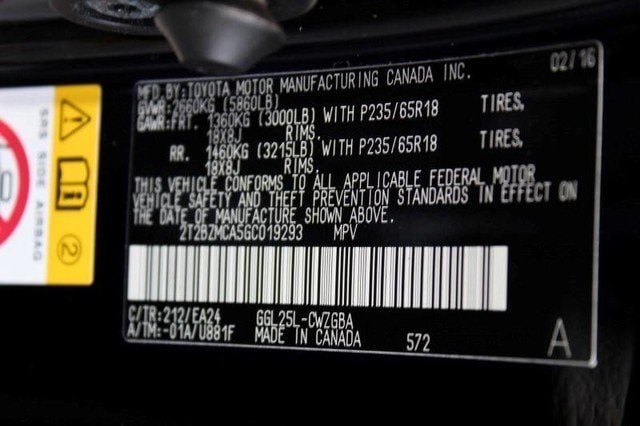 02/16
MFD. BY: TOYOTA MOTOR MANUFACTURING CANADA INC.
GVWR: 2660KG (5860LB)
GAWR: FRT. 1360KG (3000LB) WITH P235/65R18 TIRES,
18X8J RIMS.
RR. 1460KG (3215LB) WITH P235/65R18 TIRES,
18X8J RIMS.
THIS VEHICLE CONFORMS TO ALL APPLICABLE FEDERAL MOTOR
VEHICLE SAFETY AND THEFT PREVENTION STANDARDS IN EFFECT ON
THE DATE OF MANUFACTURE SHOWN ABOVE.
2T2BZMCA5GC019293 MPV
C/TR: 212/EA24 GGL25L-CWZGBA
A/TM: -01A/U881F MADE IN CANADA 572
A
SRS SIDE AIRBAG
2